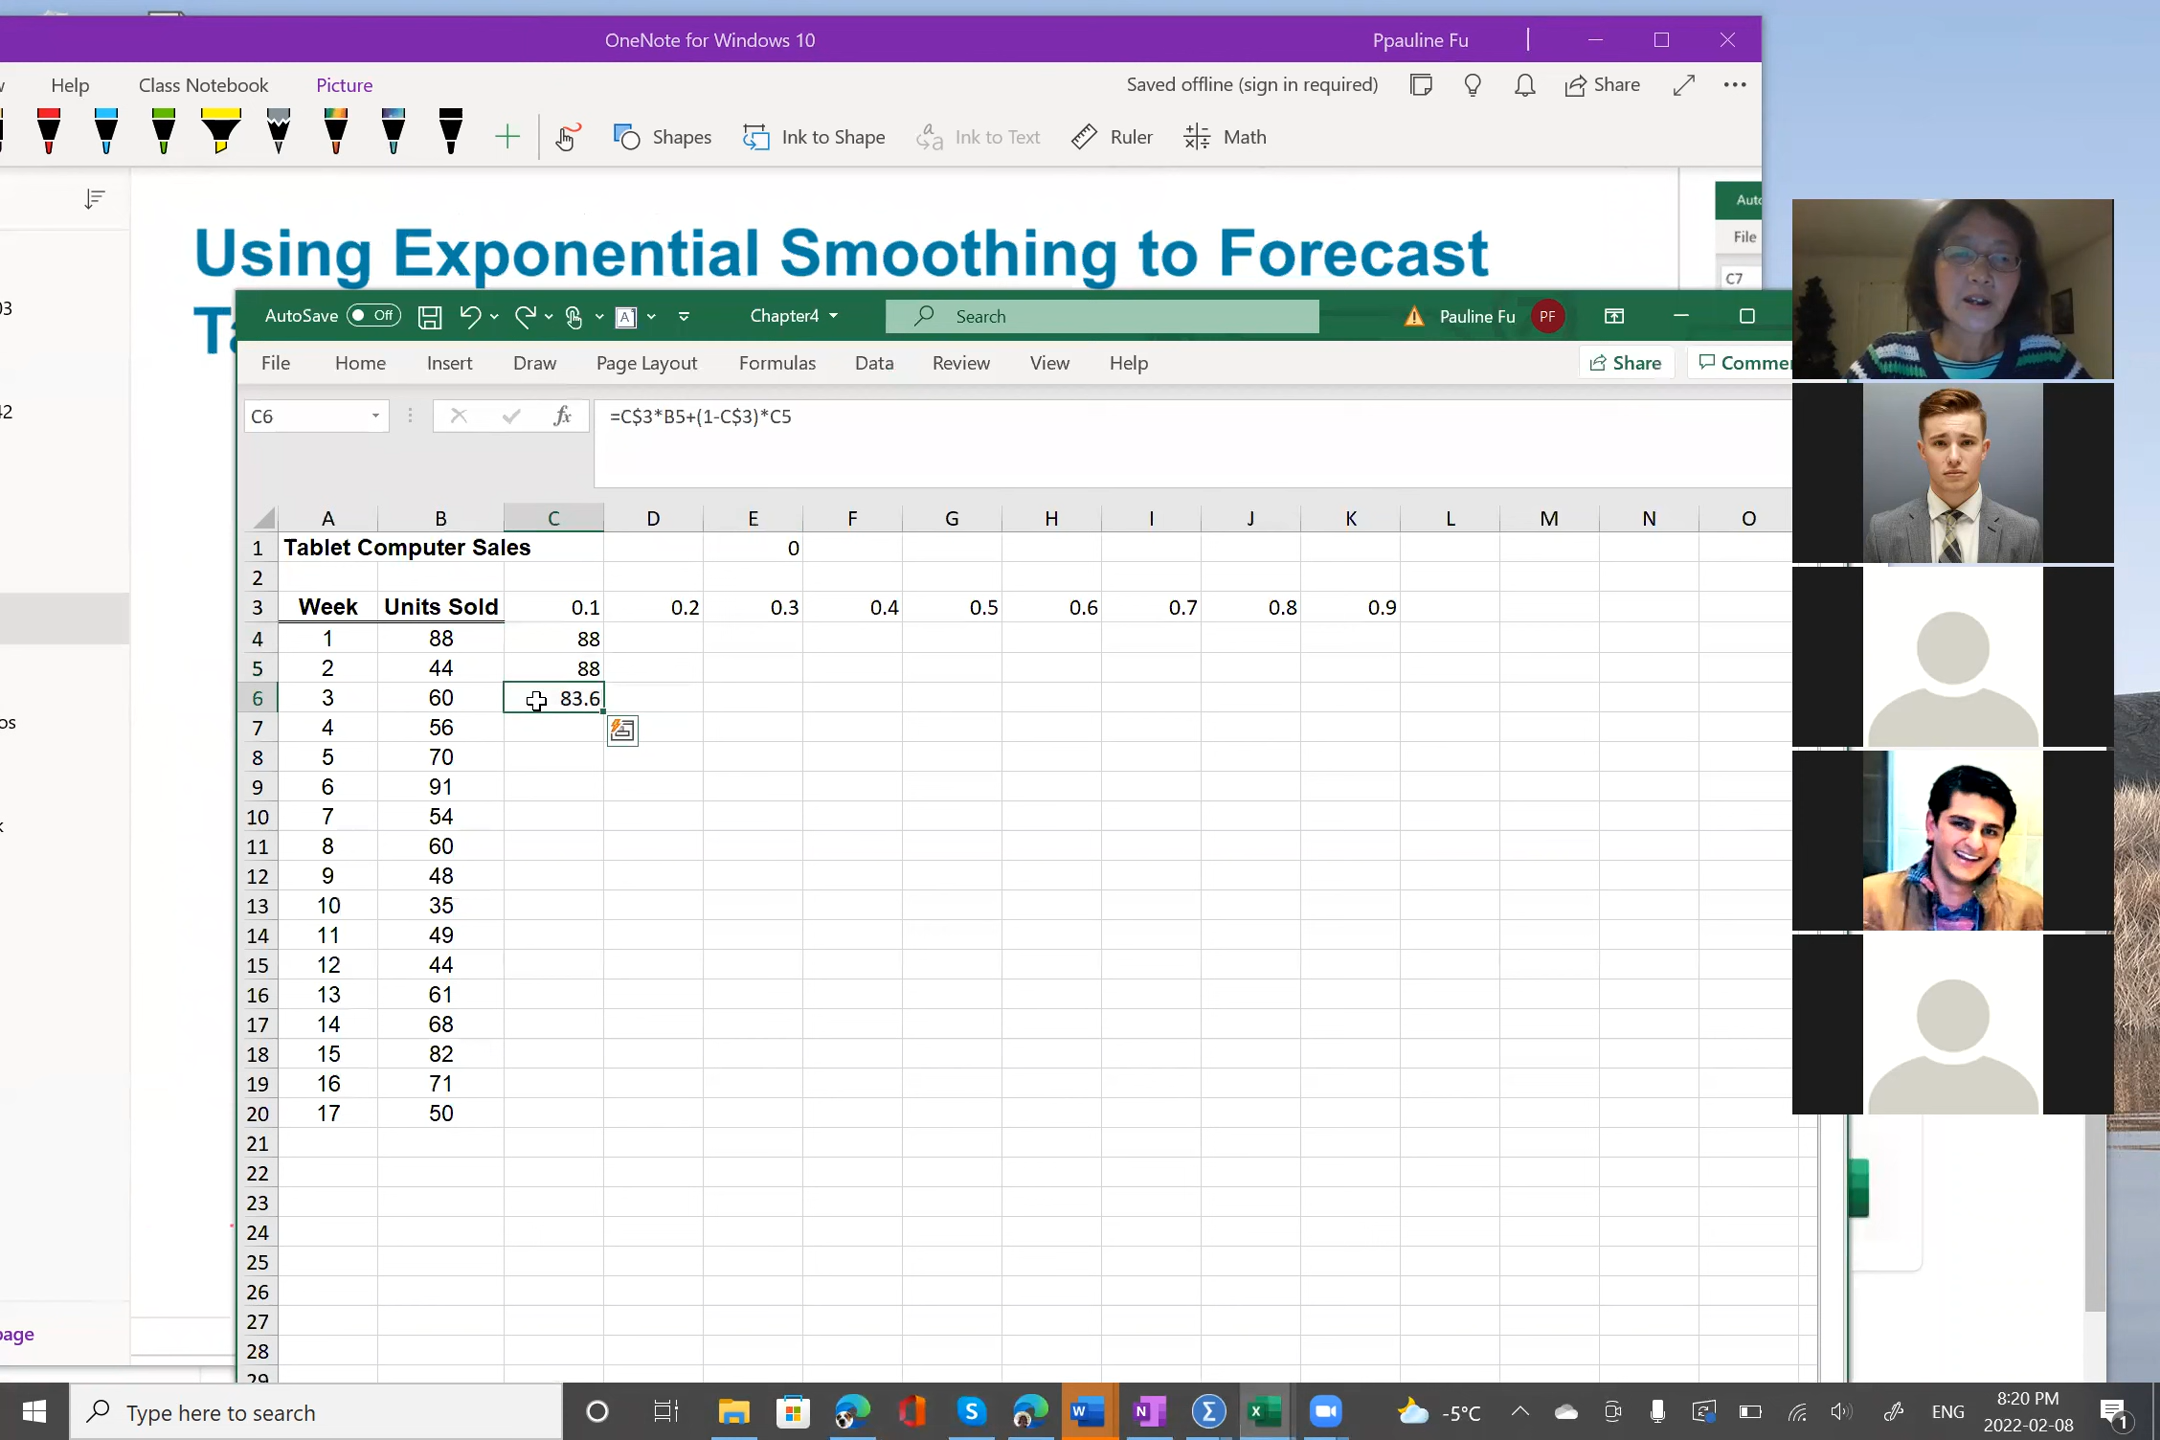 OneNote for Windows 10
Ppauline Fu
Help
Class Notebook
Picture
Saved offline (sign in required)
Share
Shapes
Ink to Shape
Ink to Text
Ruler
Math
Using Exponential Smoothing to Forecast
File
C7
AutoSave
Off
Chapter4
Search
Pauline Fu
PF
File
Home
Insert
Draw
Page Layout
Formulas
Data
Review
View
Help
Share
C6
fx
=C$3*B5+(1-C$3)*C5
A B C D E F G H I J K L M N O
1 Tablet Computer Sales 0
2
3 Week Units Sold 0.1 0.2 0.3 0.4 0.5 0.6 0.7 0.8 0.9
4 1 88 88
5 2 44 88
6 3 60 83.6
7 4 56
8 5 70
9 6 91
10 7 54
11 8 60
12 9 48
13 10 35
14 11 49
15 12 44
16 13 61
17 14 68
18 15 82
19 16 71
20 17 50
21
22
23
24
25
26
27
28
29
Type here to search
-5°C
ENG
8:20 PM
2022-02-08
1